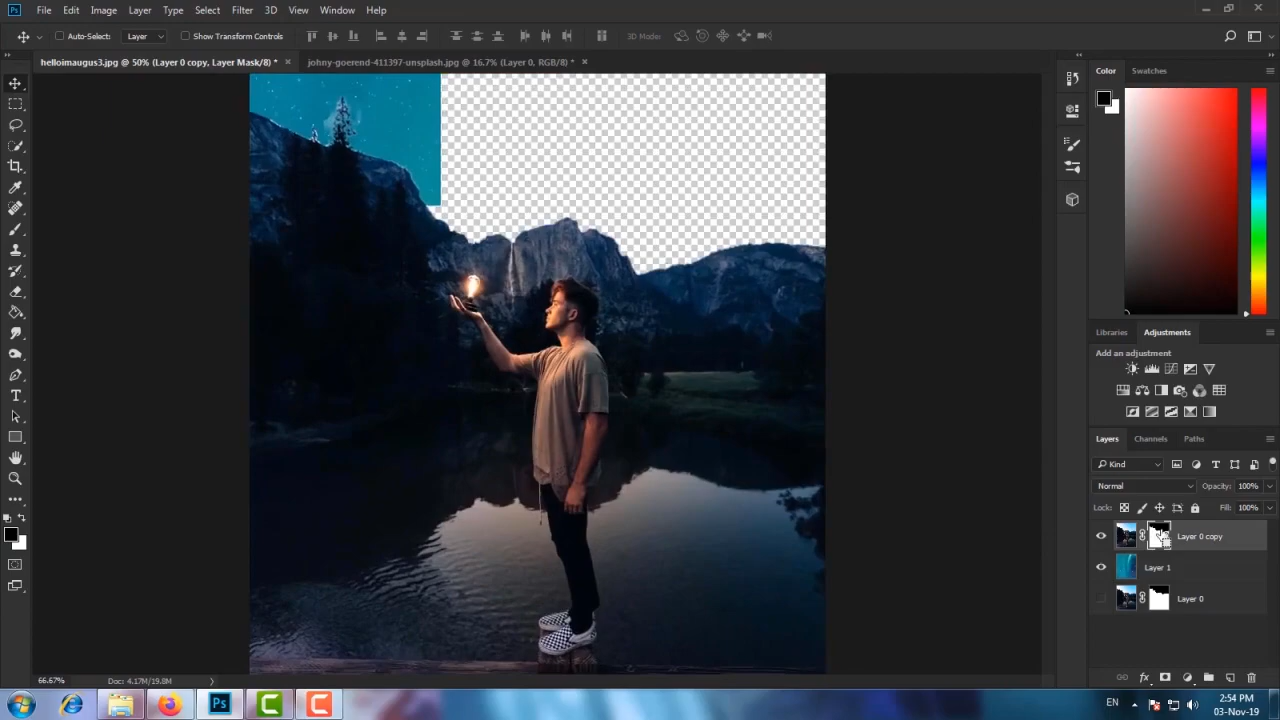 Ps File Edit Image Layer Type Select Filter 3D View Window Help
Auto-Select: Layer Show Transform Controls 3D Mode:
helloimaugus3.jpg @ 50% (Layer 0 copy, Layer Mask/8) * × johny-goerend-411397-unsplash.jpg @ 16.7% (Layer 0, RGB/8) * ×
Color Swatches
Libraries Adjustments
Add an adjustment
Layers Channels Paths
Kind
Normal Opacity: 100%
Lock: Fill: 100%
Layer 0 copy
Layer 1
Layer 0
66.67% Doc: 4.17M/19.8M
Ps EN 2:54 PM
03-Nov-19